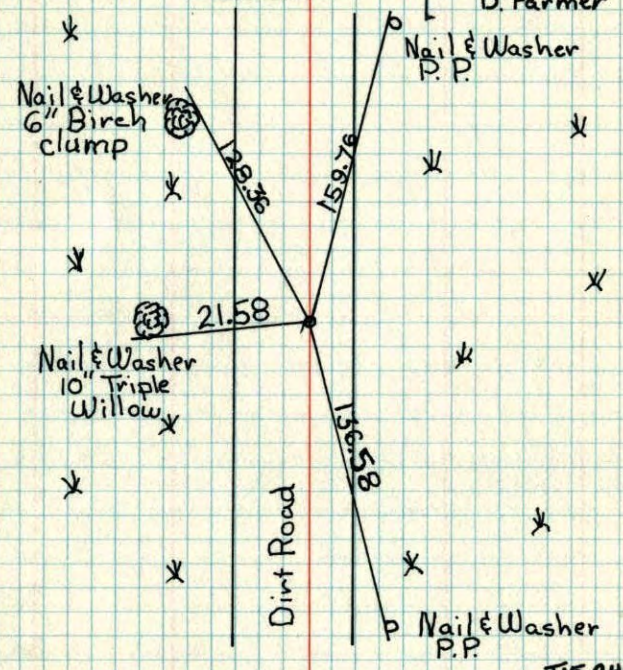 D. Farmer
Nail & Washer
P. P.
Nail & Washer
6" Birch
clump
128.36
159.76
21.58
Nail & Washer
10" Triple
Willow
136.58
Dirt Road
Nail & Washer
P.P.